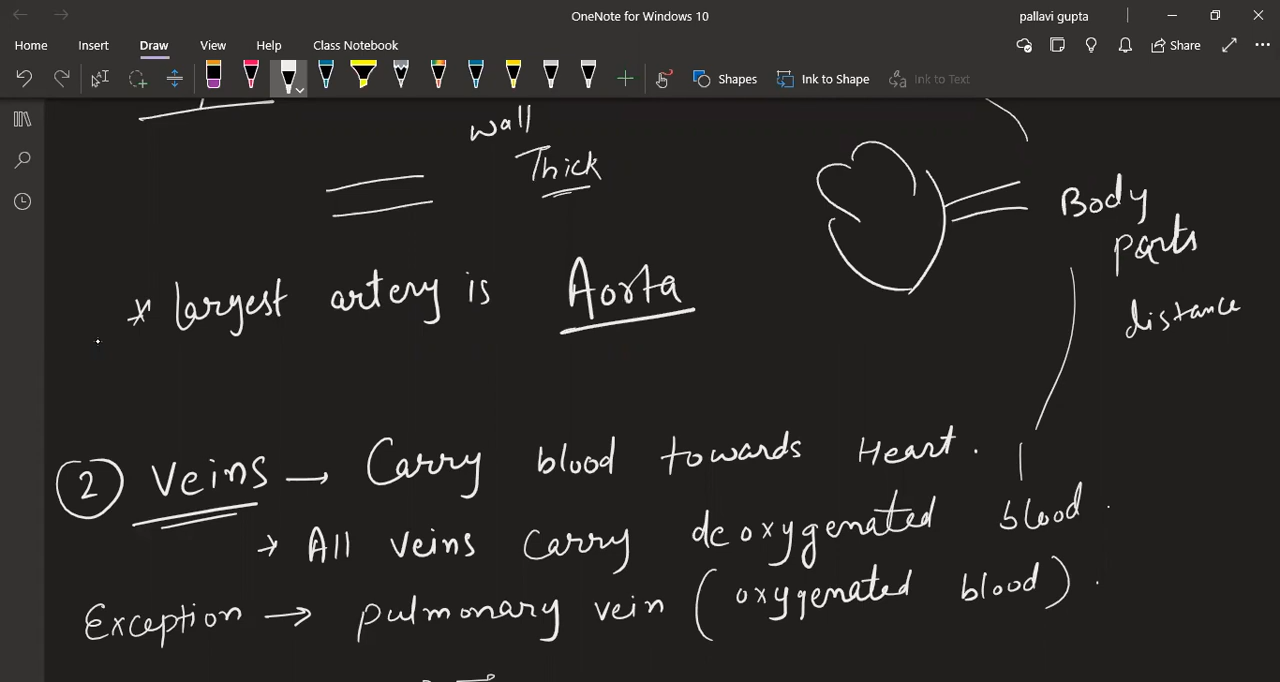 OneNote for Windows 10
pallavi gupta
Home Insert Draw View Help Class Notebook
Share
Shapes Ink to Shape Ink to Text
wall
Thick
Body
parts
distance
* largest artery is Aorta
2 Veins → Carry blood towards Heart.
→ All veins carry deoxygenated blood.
Exception → pulmonary vein (oxygenated blood).